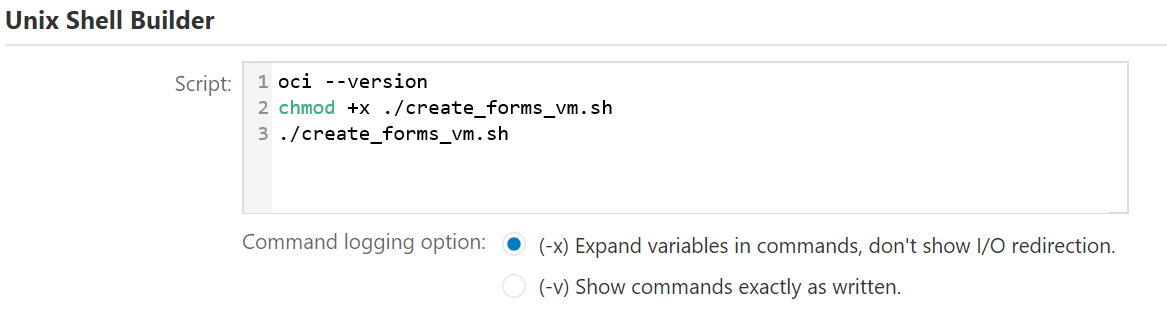 Unix Shell Builder
Script:
1 oci --version
2 chmod +x ./create_forms_vm.sh
3 ./create_forms_vm.sh
Command logging option:
(-x) Expand variables in commands, don't show I/O redirection.
(-v) Show commands exactly as written.